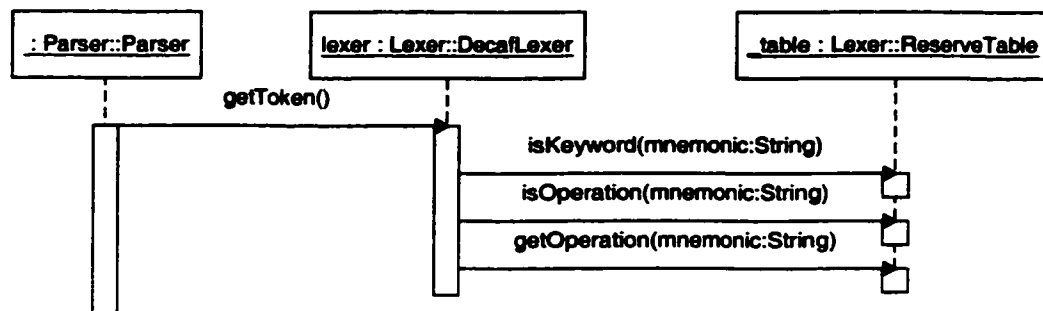 : Parser::Parser
lexer : Lexer::DecafLexer
_table : Lexer::ReserveTable
getToken()
isKeyword(mnemonic:String)
isOperation(mnemonic:String)
getOperation(mnemonic:String)